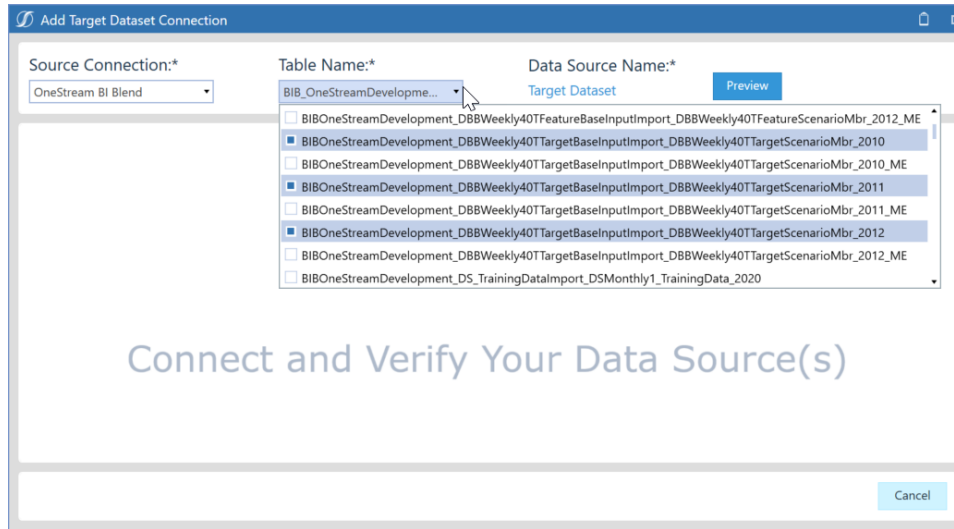 Add Target Dataset Connection
Source Connection:*
Table Name:*
Data Source Name:*
OneStream BI Blend
BIB_OneStreamDevelopme...
Target Dataset
Preview
BIBOneStreamDevelopment_DBBWeekly40TFeatureBaseInputImport_DBBWeekly40TFeatureScenarioMbr_2012_ME
BIBOneStreamDevelopment_DBBWeekly40TTargetBaseInputImport_DBBWeekly40TTargetScenarioMbr_2010
BIBOneStreamDevelopment_DBBWeekly40TTargetBaseInputImport_DBBWeekly40TTargetScenarioMbr_2010_ME
BIBOneStreamDevelopment_DBBWeekly40TTargetBaseInputImport_DBBWeekly40TTargetScenarioMbr_2011
BIBOneStreamDevelopment_DBBWeekly40TTargetBaseInputImport_DBBWeekly40TTargetScenarioMbr_2011_ME
BIBOneStreamDevelopment_DBBWeekly40TTargetBaseInputImport_DBBWeekly40TTargetScenarioMbr_2012
BIBOneStreamDevelopment_DBBWeekly40TTargetBaseInputImport_DBBWeekly40TTargetScenarioMbr_2012_ME
BIBOneStreamDevelopment_DS_TrainingDataImport_DSMonthly1_TrainingData_2020
Connect and Verify Your Data Source(s)
Cancel